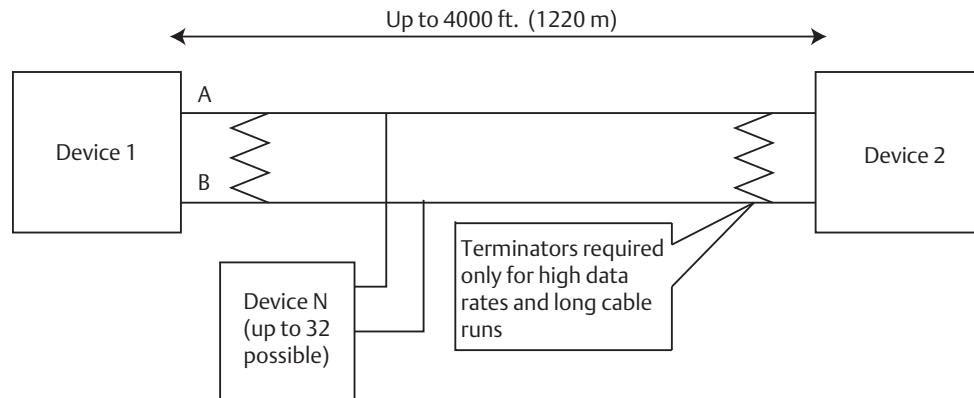 Up to 4000 ft. (1220 m)
A
Device 1
B
Device 2
Device N
(up to 32
possible)
Terminators required
only for high data
rates and long cable
runs